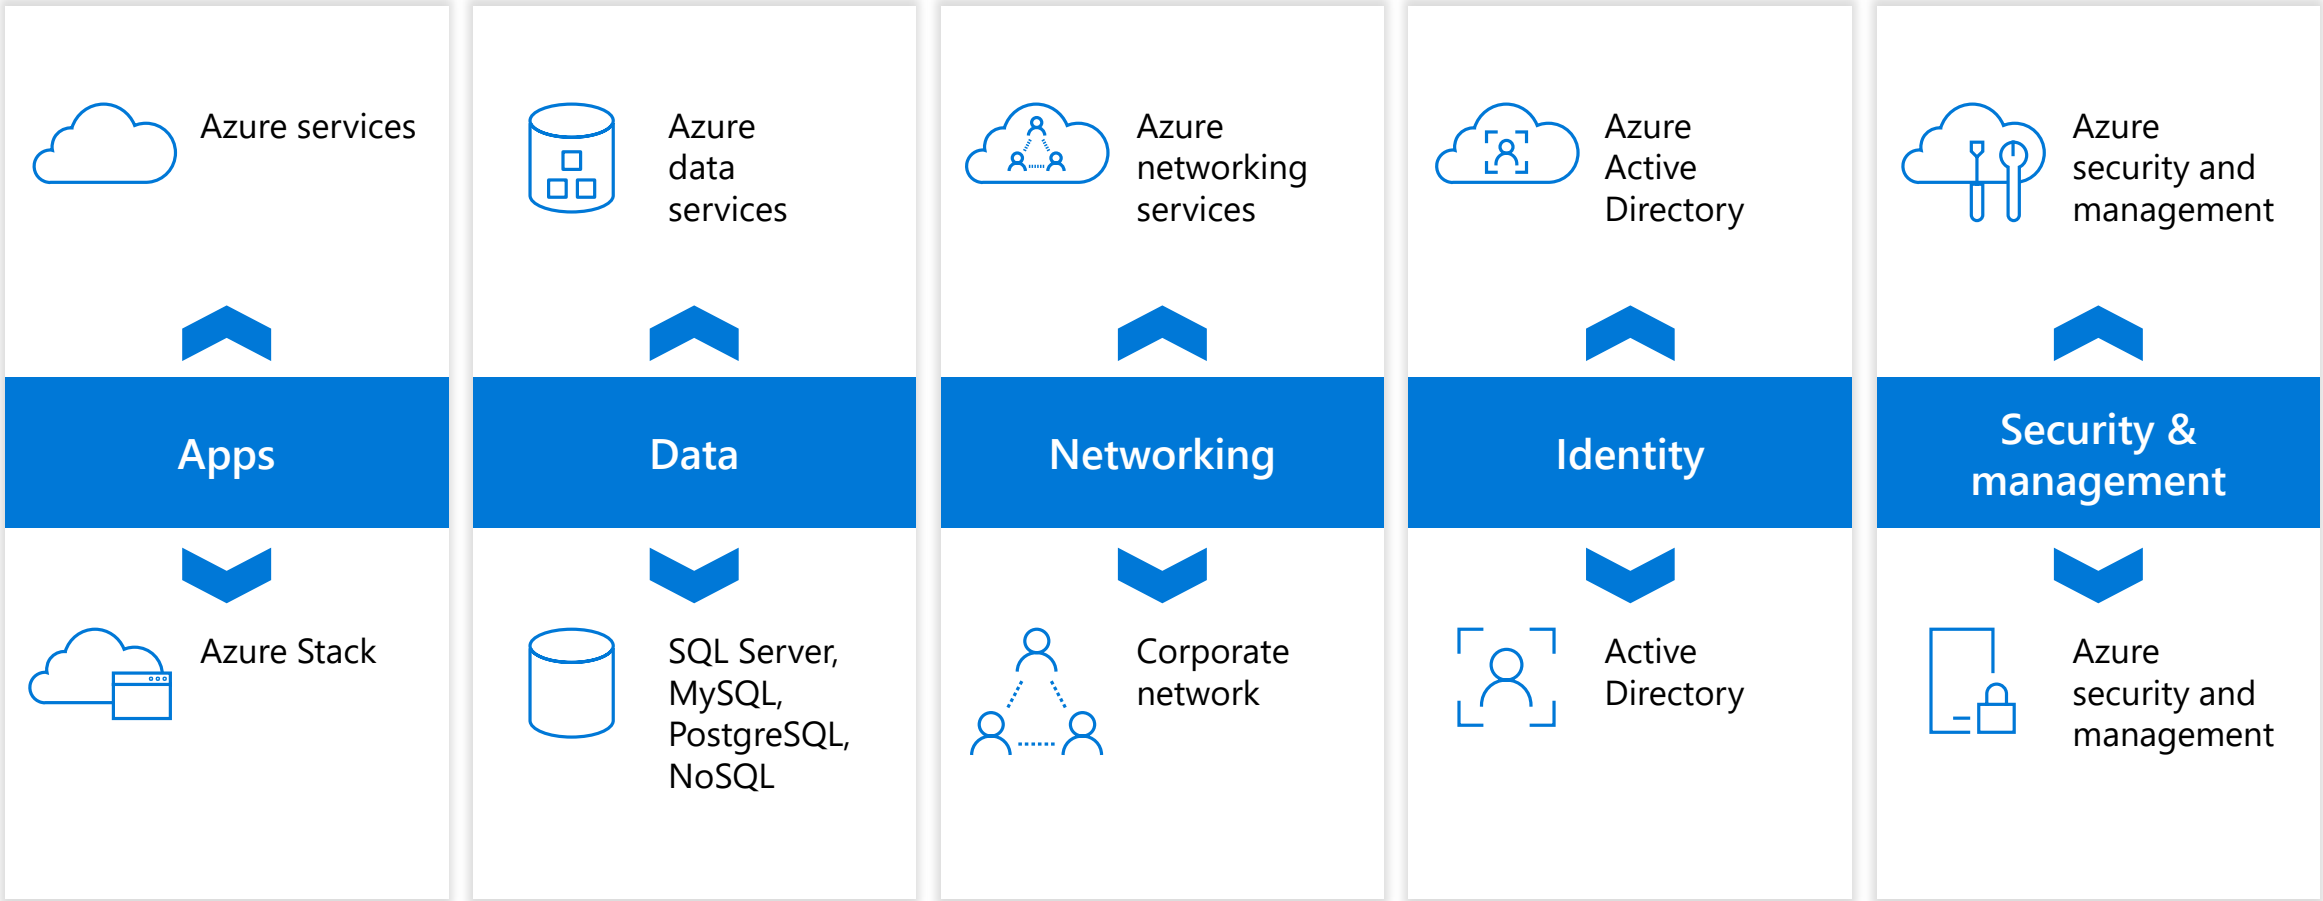 Azure services
Apps
Azure Stack
Azure
data
services
Data
SQL Server,
MySQL,
PostgreSQL,
NoSQL
Azure
networking
services
Networking
Corporate
network
Azure
Active
Directory
Identity
Active
Directory
Azure
security and
management
Security &
management
Azure
security and
management